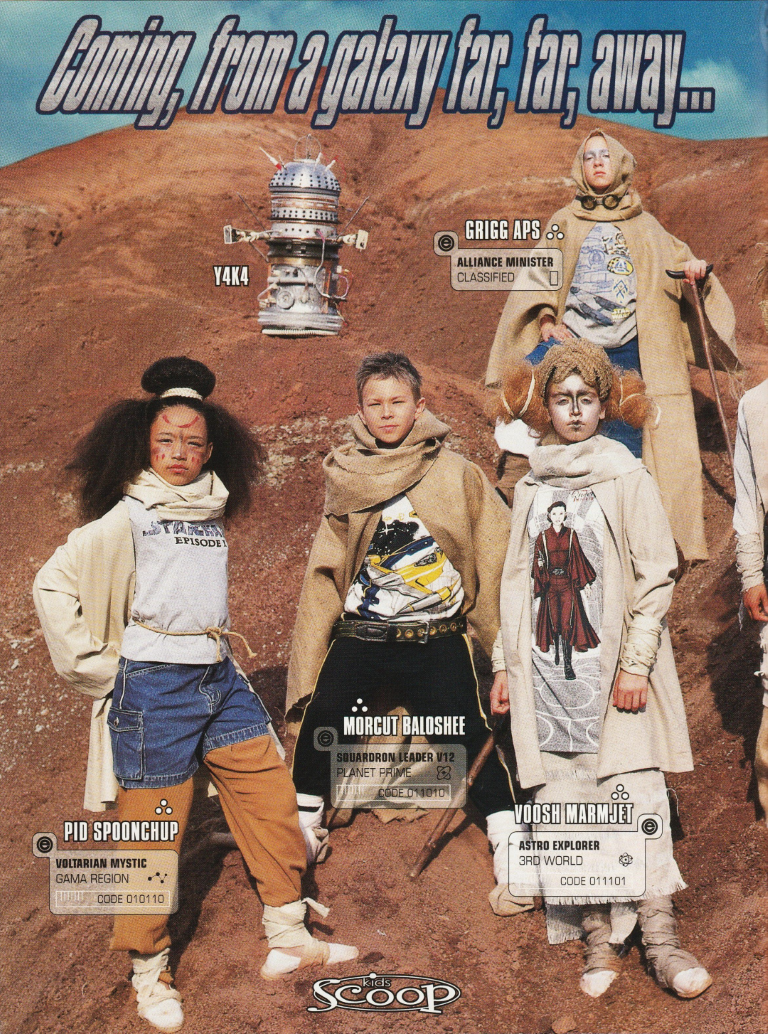 Coming, from a galaxy far, far, away...
GRIGG APS
ALLIANCE MINISTER
CLASSIFIED
Y4K4
STAR
EPISODE I
MORCUT BALOSHEE
SQUARDRON LEADER V12
PLANET PRIME
CODE 011010
VOOSH MARMJET
ASTRO EXPLORER
3RD WORLD
CODE 011101
PID SPOONCHUP
VOLTARIAN MYSTIC
GAMA REGION
CODE 010110
kids
SCOOP